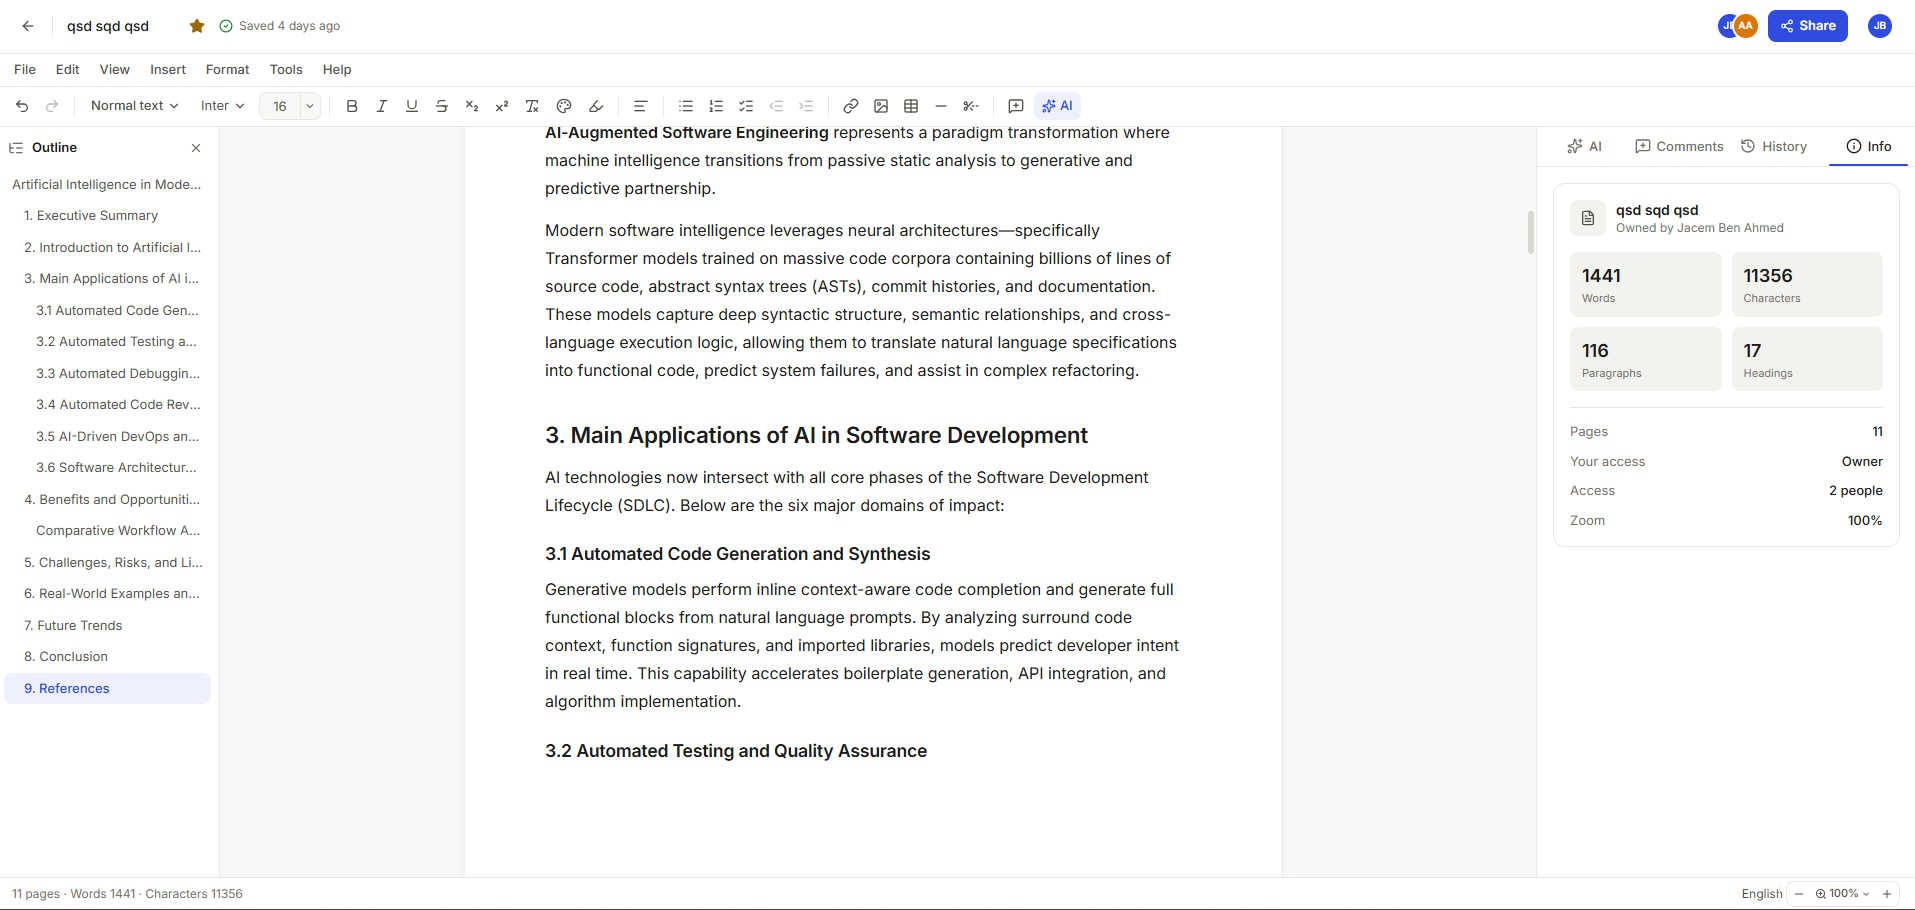 qsd sqd qsd
Saved 4 days ago
AA
Share
JB
File Edit View Insert Format Tools Help
Normal text
Inter
16
AI
Outline
Artificial Intelligence in Mode...
1. Executive Summary
2. Introduction to Artificial I...
3. Main Applications of AI i...
3.1 Automated Code Gen...
3.2 Automated Testing a...
3.3 Automated Debuggin...
3.4 Automated Code Rev...
3.5 AI-Driven DevOps an...
3.6 Software Architectur...
4. Benefits and Opportuniti...
Comparative Workflow A...
5. Challenges, Risks, and Li...
6. Real-World Examples an...
7. Future Trends
8. Conclusion
9. References
AI-Augmented Software Engineering represents a paradigm transformation where
machine intelligence transitions from passive static analysis to generative and
predictive partnership.
Modern software intelligence leverages neural architectures—specifically
Transformer models trained on massive code corpora containing billions of lines of
source code, abstract syntax trees (ASTs), commit histories, and documentation.
These models capture deep syntactic structure, semantic relationships, and cross-
language execution logic, allowing them to translate natural language specifications
into functional code, predict system failures, and assist in complex refactoring.
3. Main Applications of AI in Software Development
AI technologies now intersect with all core phases of the Software Development
Lifecycle (SDLC). Below are the six major domains of impact:
3.1 Automated Code Generation and Synthesis
Generative models perform inline context-aware code completion and generate full
functional blocks from natural language prompts. By analyzing surround code
context, function signatures, and imported libraries, models predict developer intent
in real time. This capability accelerates boilerplate generation, API integration, and
algorithm implementation.
3.2 Automated Testing and Quality Assurance
AI Comments History Info
qsd sqd qsd
Owned by Jacem Ben Ahmed
1441
Words
11356
Characters
116
Paragraphs
17
Headings
Pages 11
Your access Owner
Access 2 people
Zoom 100%
11 pages · Words 1441 · Characters 11356
English
100%